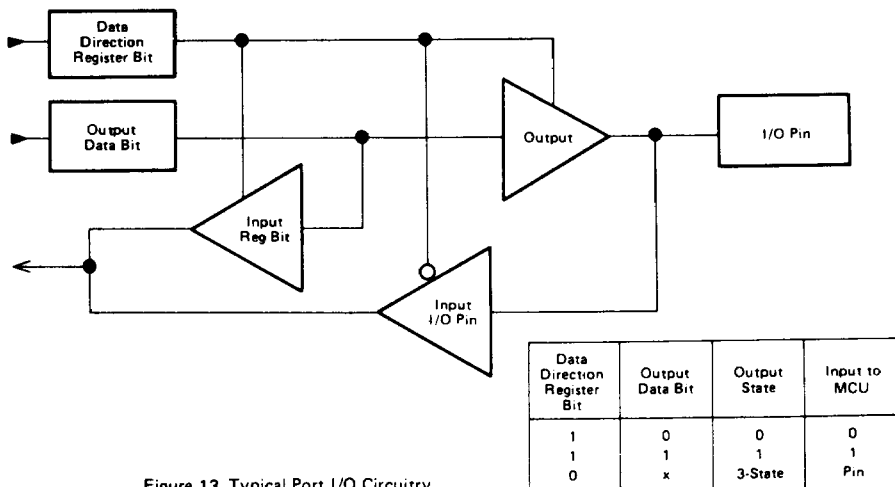 Data
Direction
Register Bit
Output
Data Bit
Output
I/O Pin
Input
Reg Bit
Input
I/O Pin
Data Direction Register Bit | Output Data Bit | Output State | Input to MCU
1 0 0 0
1 1 1 1
0 x 3-State Pin
Figure 13 Typical Port I/O Circuitry